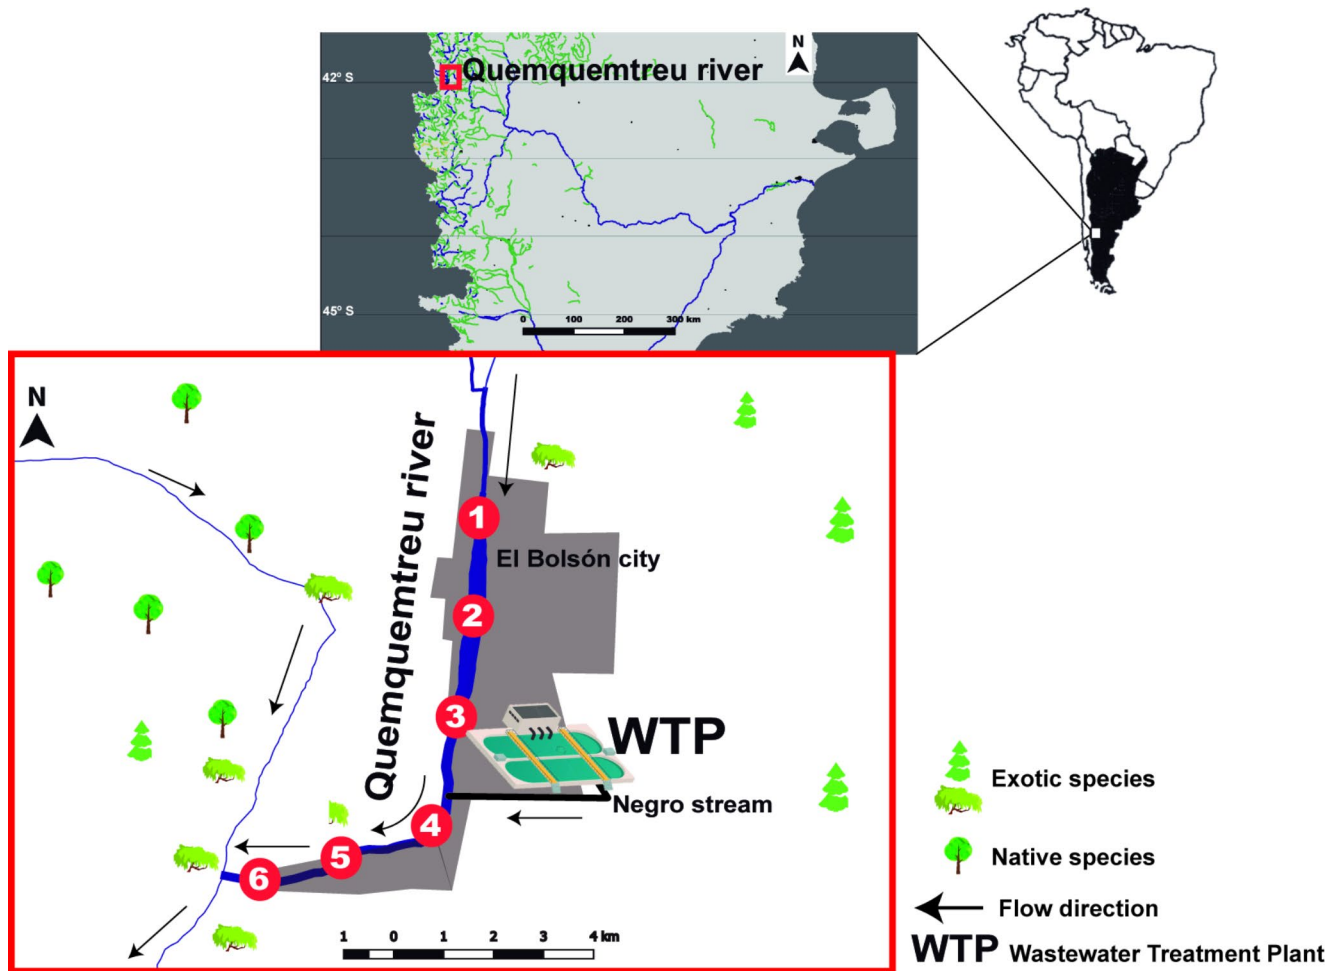 N
42º S
Quemquemtreu river
45º S
0 100 200 300 km
N
Quemquemtreu river
1
El Bolsón city
2
3
WTP
Negro stream
4
5
6
1 0 1 2 3 4 km
Exotic species
Native species
Flow direction
WTP Wastewater Treatment Plant